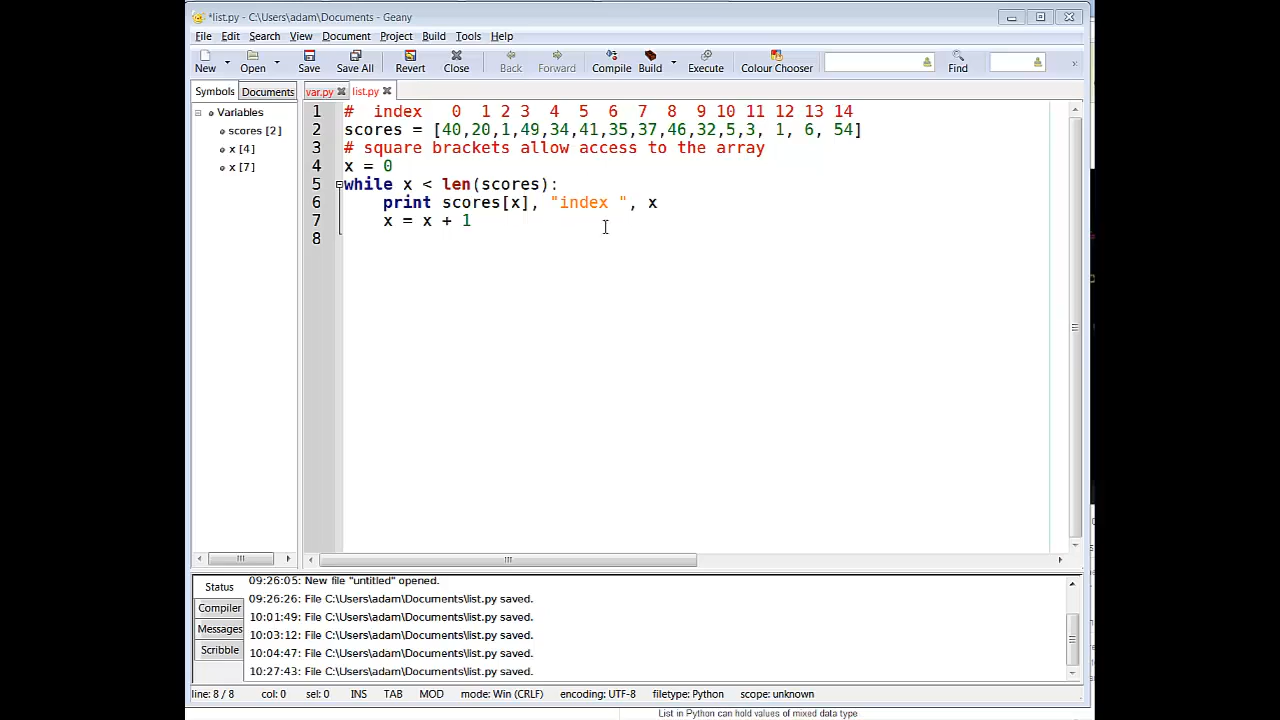 *list.py - C:\Users\adam\Documents - Geany
File Edit Search View Document Project Build Tools Help
New Open Save Save All Revert Close Back Forward Compile Build Execute Colour Chooser Find
Symbols Documents var.py list.py
Variables
scores [2]
x [4]
x [7]
1 #  index   0  1 2 3  4  5  6  7  8  9 10 11 12 13 14
2 scores = [40,20,1,49,34,41,35,37,46,32,5,3, 1, 6, 54]
3 # square brackets allow access to the array
4 x = 0
5 while x < len(scores):
6     print scores[x], "index ", x
7     x = x + 1
8
Status
Compiler
Messages
Scribble
09:26:05: New file "untitled" opened.
09:26:26: File C:\Users\adam\Documents\list.py saved.
10:01:49: File C:\Users\adam\Documents\list.py saved.
10:03:12: File C:\Users\adam\Documents\list.py saved.
10:04:47: File C:\Users\adam\Documents\list.py saved.
10:27:43: File C:\Users\adam\Documents\list.py saved.
line: 8 / 8 col: 0 sel: 0 INS TAB MOD mode: Win (CRLF) encoding: UTF-8 filetype: Python scope: unknown
List in Python can hold values of mixed data type